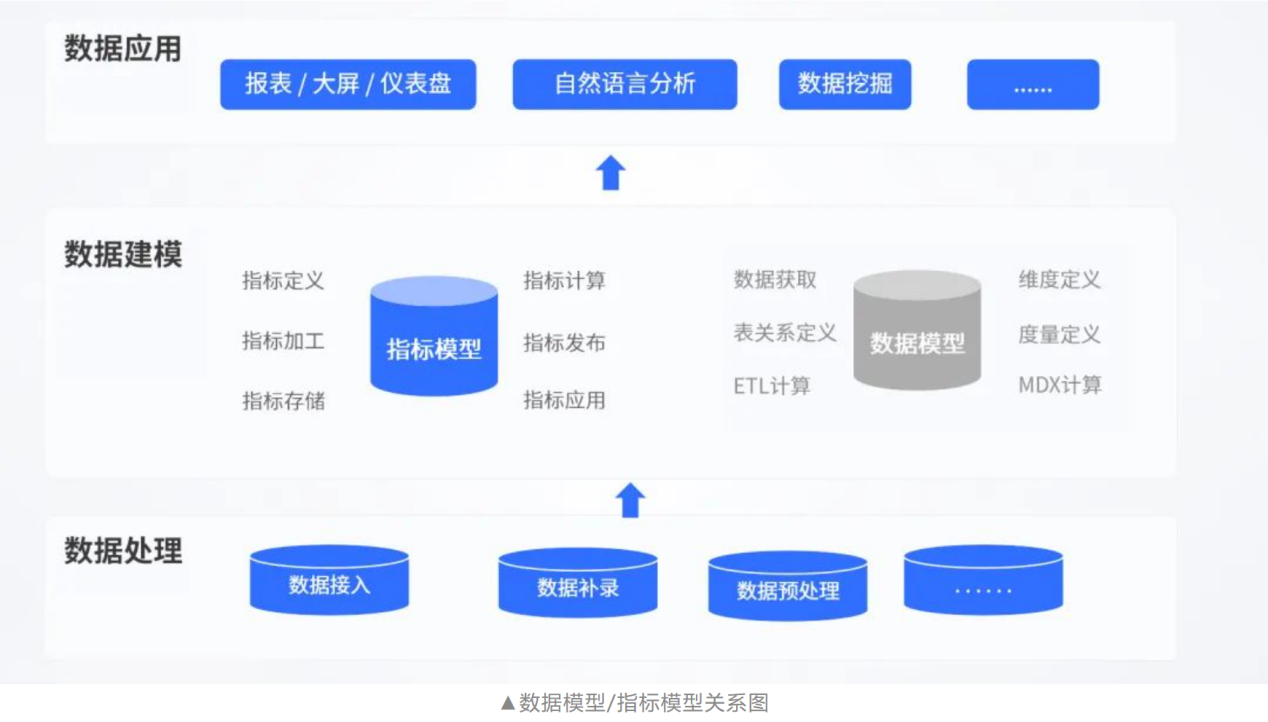 数据应用
报表 / 大屏 / 仪表盘
自然语言分析
数据挖掘
......
数据建模
指标定义
指标加工
指标存储
指标模型
指标计算
指标发布
指标应用
数据获取
表关系定义
ETL计算
数据模型
维度定义
度量定义
MDX计算
数据处理
数据接入
数据补录
数据预处理
......
▲数据模型/指标模型关系图